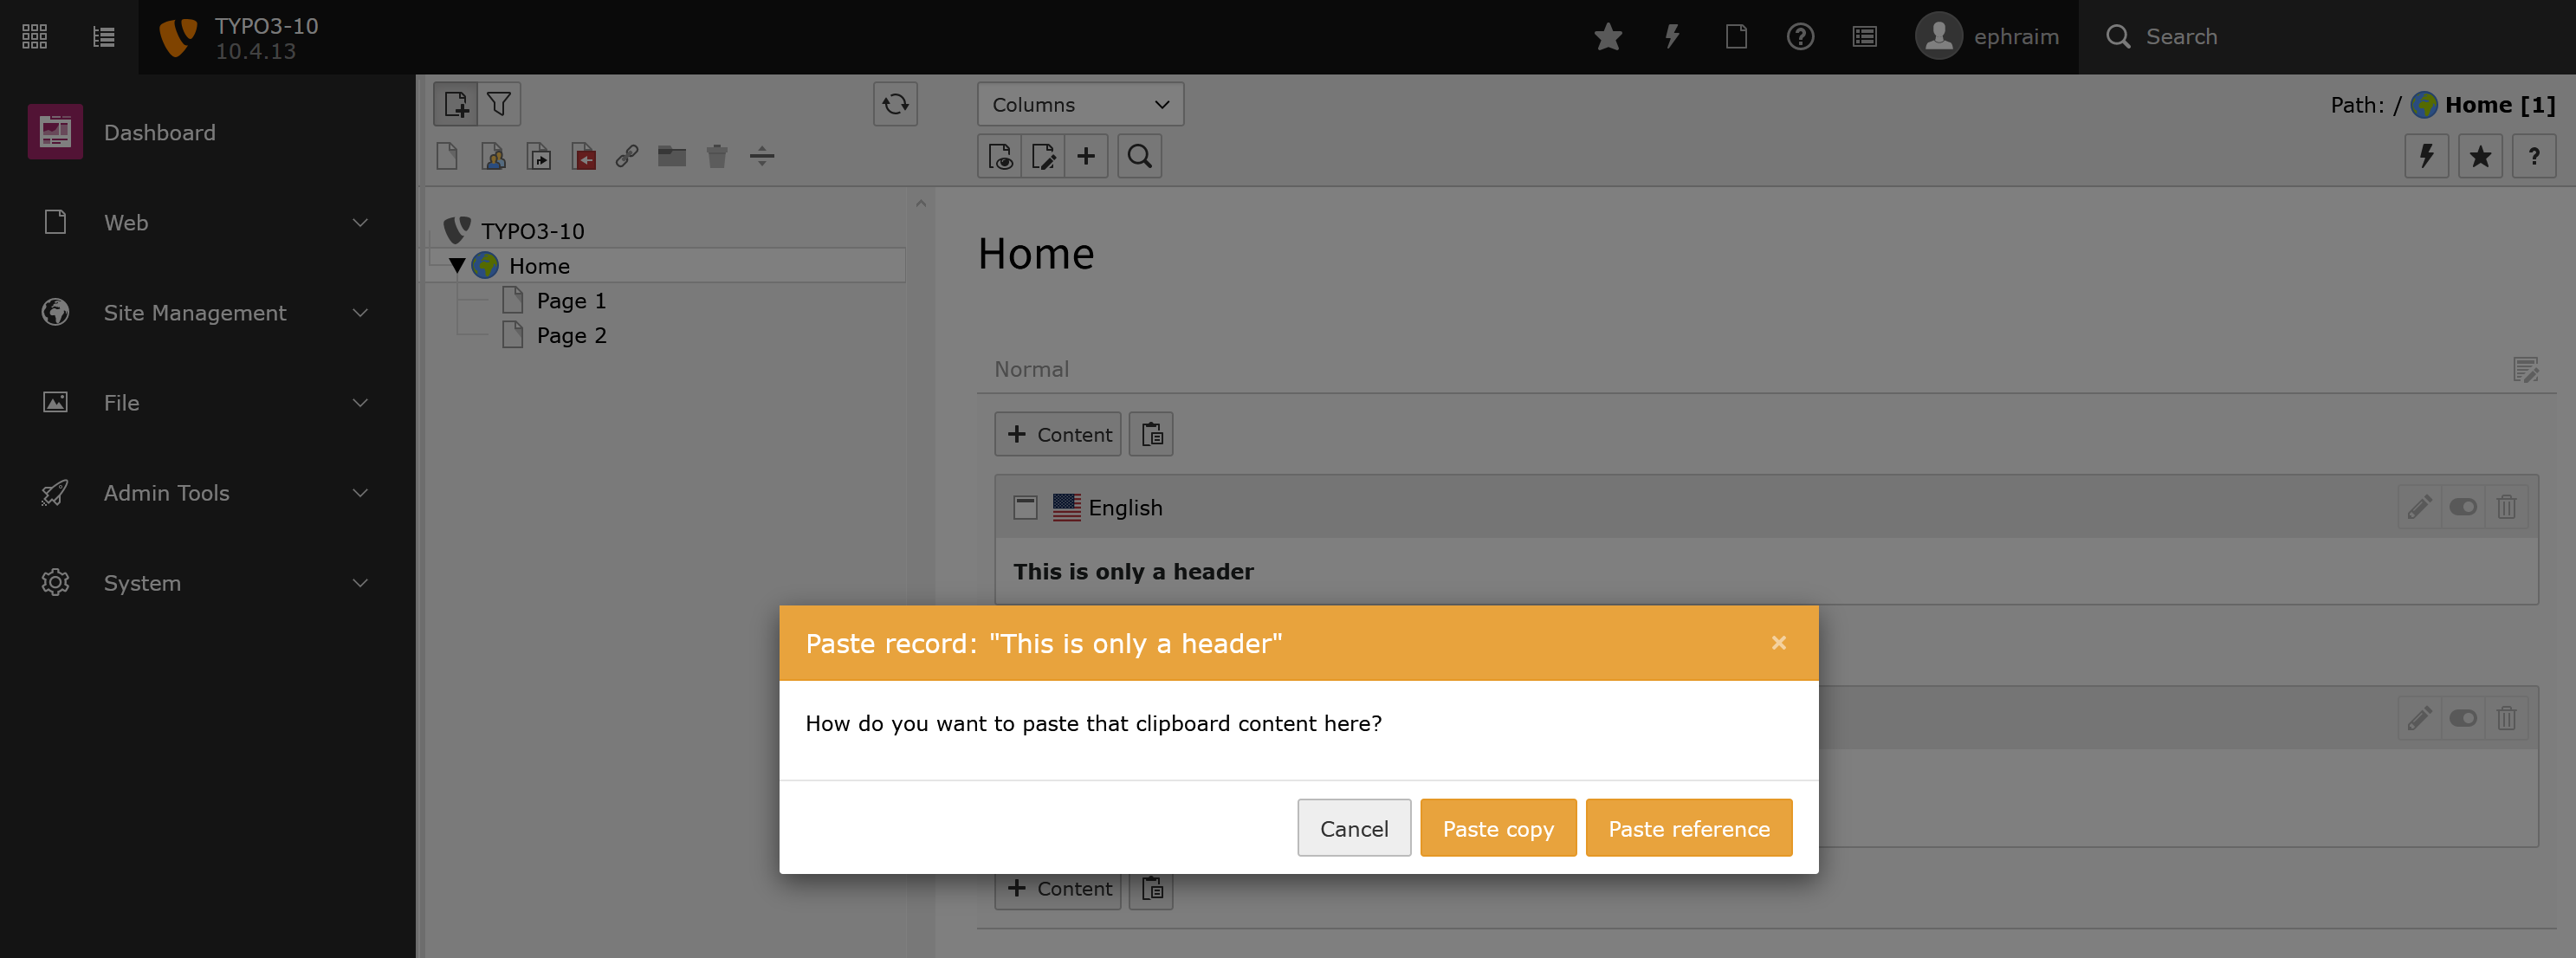 TYPO3-10
10.4.13
ephraim
Search
Dashboard
Web
Site Management
File
Admin Tools
System
TYPO3-10
Home
Page 1
Page 2
Columns
Path: / Home [1]
?
Home
Normal
+ Content
English
This is only a header
Paste record: "This is only a header"
×
How do you want to paste that clipboard content here?
Cancel
Paste copy
Paste reference
+ Content